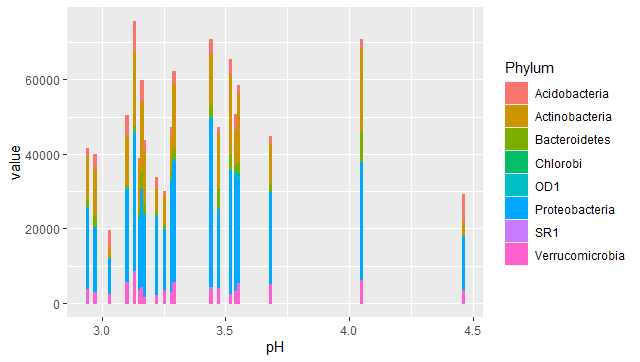 Phylum
Acidobacteria
Actinobacteria
Bacteroidetes
Chlorobi
OD1
Proteobacteria
SR1
Verrucomicrobia
value
60000
40000
20000
0
3.0 3.5 4.0 4.5
pH